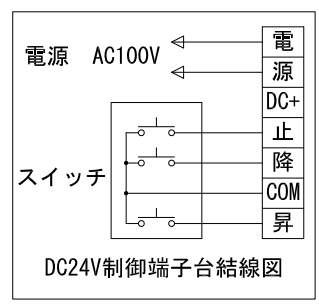 電源 AC100V
電
源
DC+
止
降
COM
昇
スイッチ
DC24V制御端子台結線図